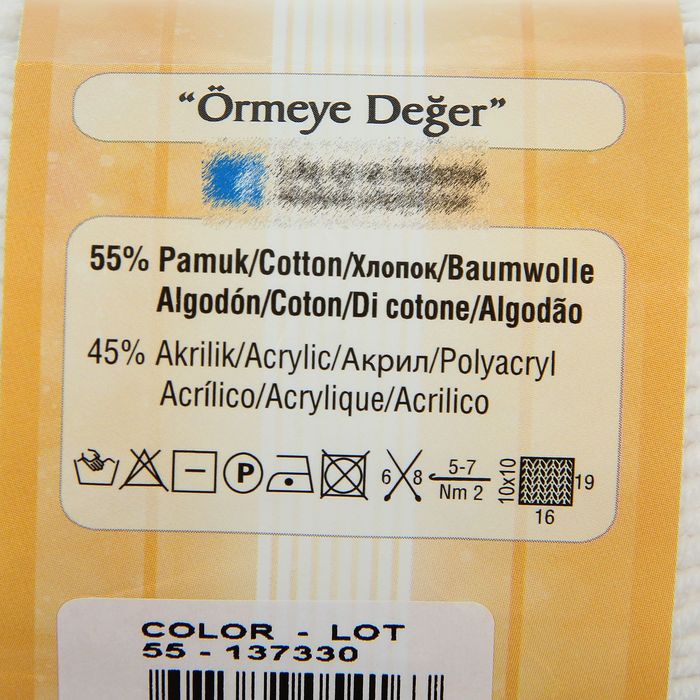 “Örmeye Değer”
55% Pamuk/Cotton/Хлопок/Baumwolle
Algodón/Coton/Di cotone/Algodão
45% Akrilik/Acrylic/Акрил/Polyacryl
Acrílico/Acrylique/Acrilico
P 6 8 5-7 Nm 2 10x10 19 16
COLOR - LOT
55 - 137330